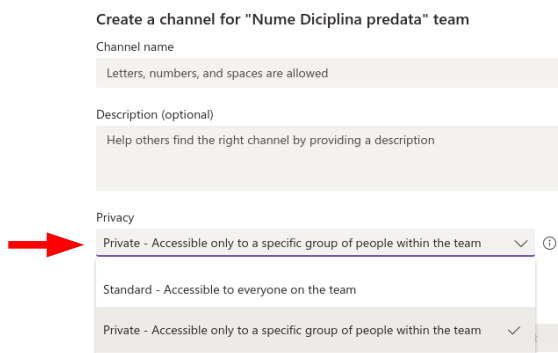 Create a channel for "Nume Diciplina predata" team
Channel name
Letters, numbers, and spaces are allowed
Description (optional)
Help others find the right channel by providing a description
Privacy
Private - Accessible only to a specific group of people within the team
Standard - Accessible to everyone on the team
Private - Accessible only to a specific group of people within the team